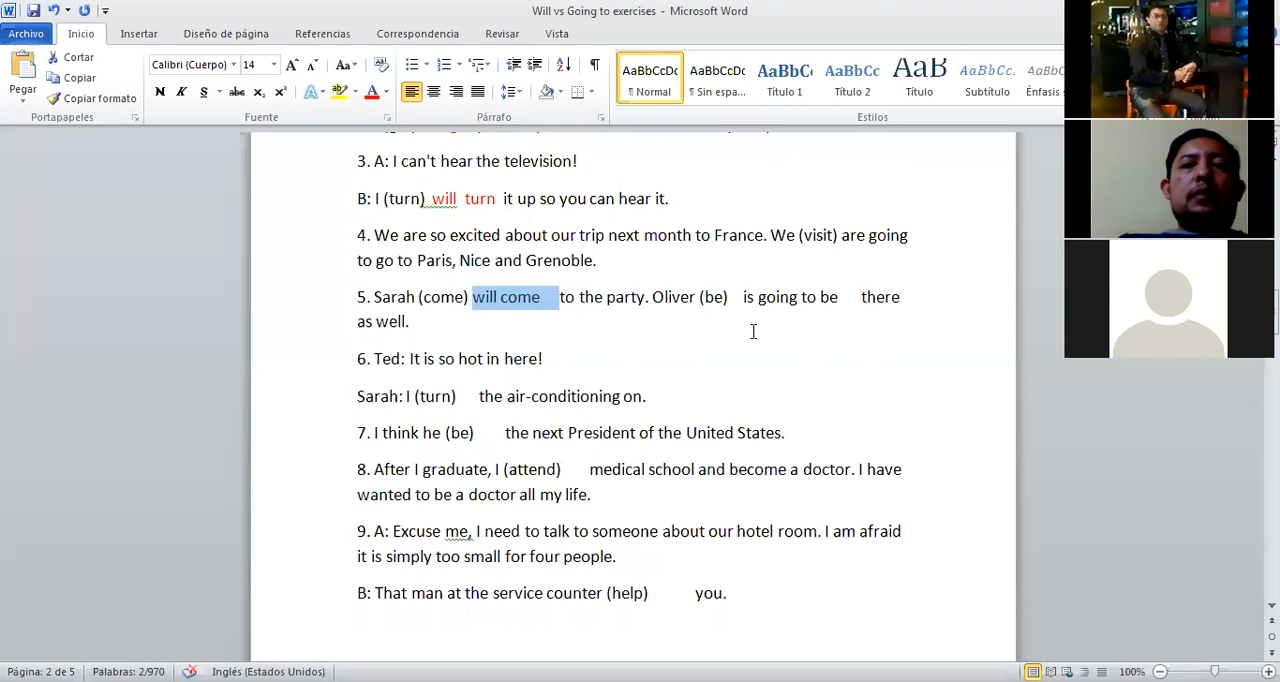 Will vs Going to exercises - Microsoft Word
Archivo Inicio Insertar Diseño de página Referencias Correspondencia Revisar Vista
Pegar
Cortar
Copiar
Copiar formato
Portapapeles
Calibri (Cuerpo) 14
Fuente
Párrafo
AaBbCcDc AaBbCcDc AaBbC AaBbCc AaB AaBbCc. AaBbC
¶ Normal ¶ Sin espa... Título 1 Título 2 Título Subtítulo Énfasis
Estilos
3. A: I can't hear the television!
B: I (turn) will turn it up so you can hear it.
4. We are so excited about our trip next month to France. We (visit) are going
to go to Paris, Nice and Grenoble.
5. Sarah (come) will come to the party. Oliver (be) is going to be there
as well.
6. Ted: It is so hot in here!
Sarah: I (turn) the air-conditioning on.
7. I think he (be) the next President of the United States.
8. After I graduate, I (attend) medical school and become a doctor. I have
wanted to be a doctor all my life.
9. A: Excuse me, I need to talk to someone about our hotel room. I am afraid
it is simply too small for four people.
B: That man at the service counter (help) you.
Página: 2 de 5 Palabras: 2/970 Inglés (Estados Unidos) 100%